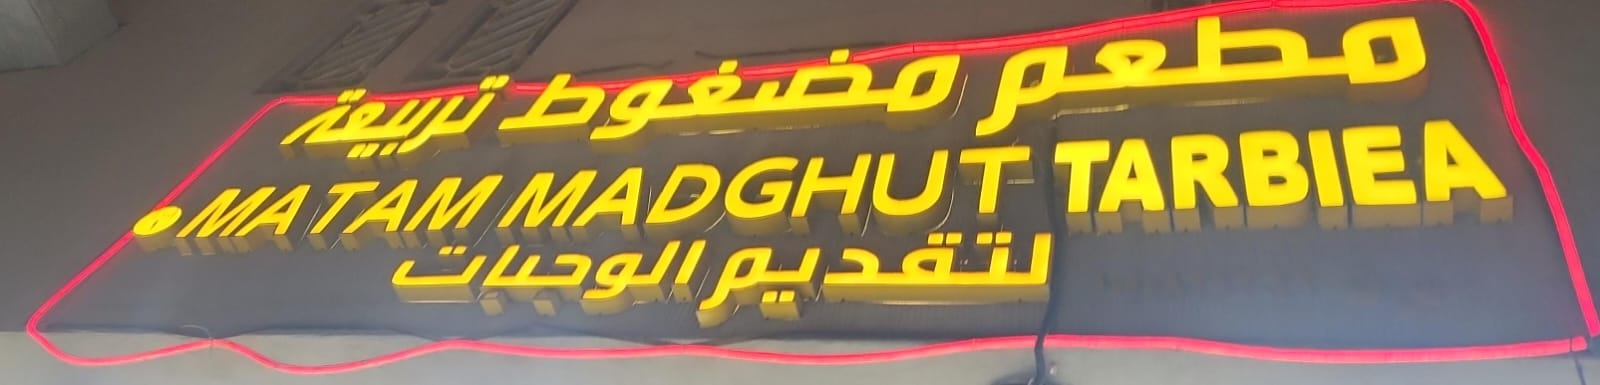 مطعم مضغوط تربيعة
MATAM MADGHUT TARBIEA
لتقديم الوجبات